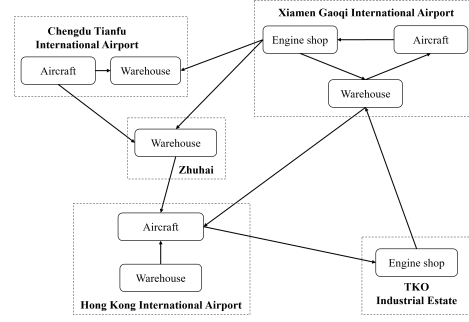 Xiamen Gaoqi International Airport
Chengdu Tianfu
International Airport
Engine shop
Aircraft
Aircraft
Warehouse
Warehouse
Warehouse
Zhuhai
Aircraft
Engine shop
Warehouse
TKO
Industrial Estate
Hong Kong International Airport